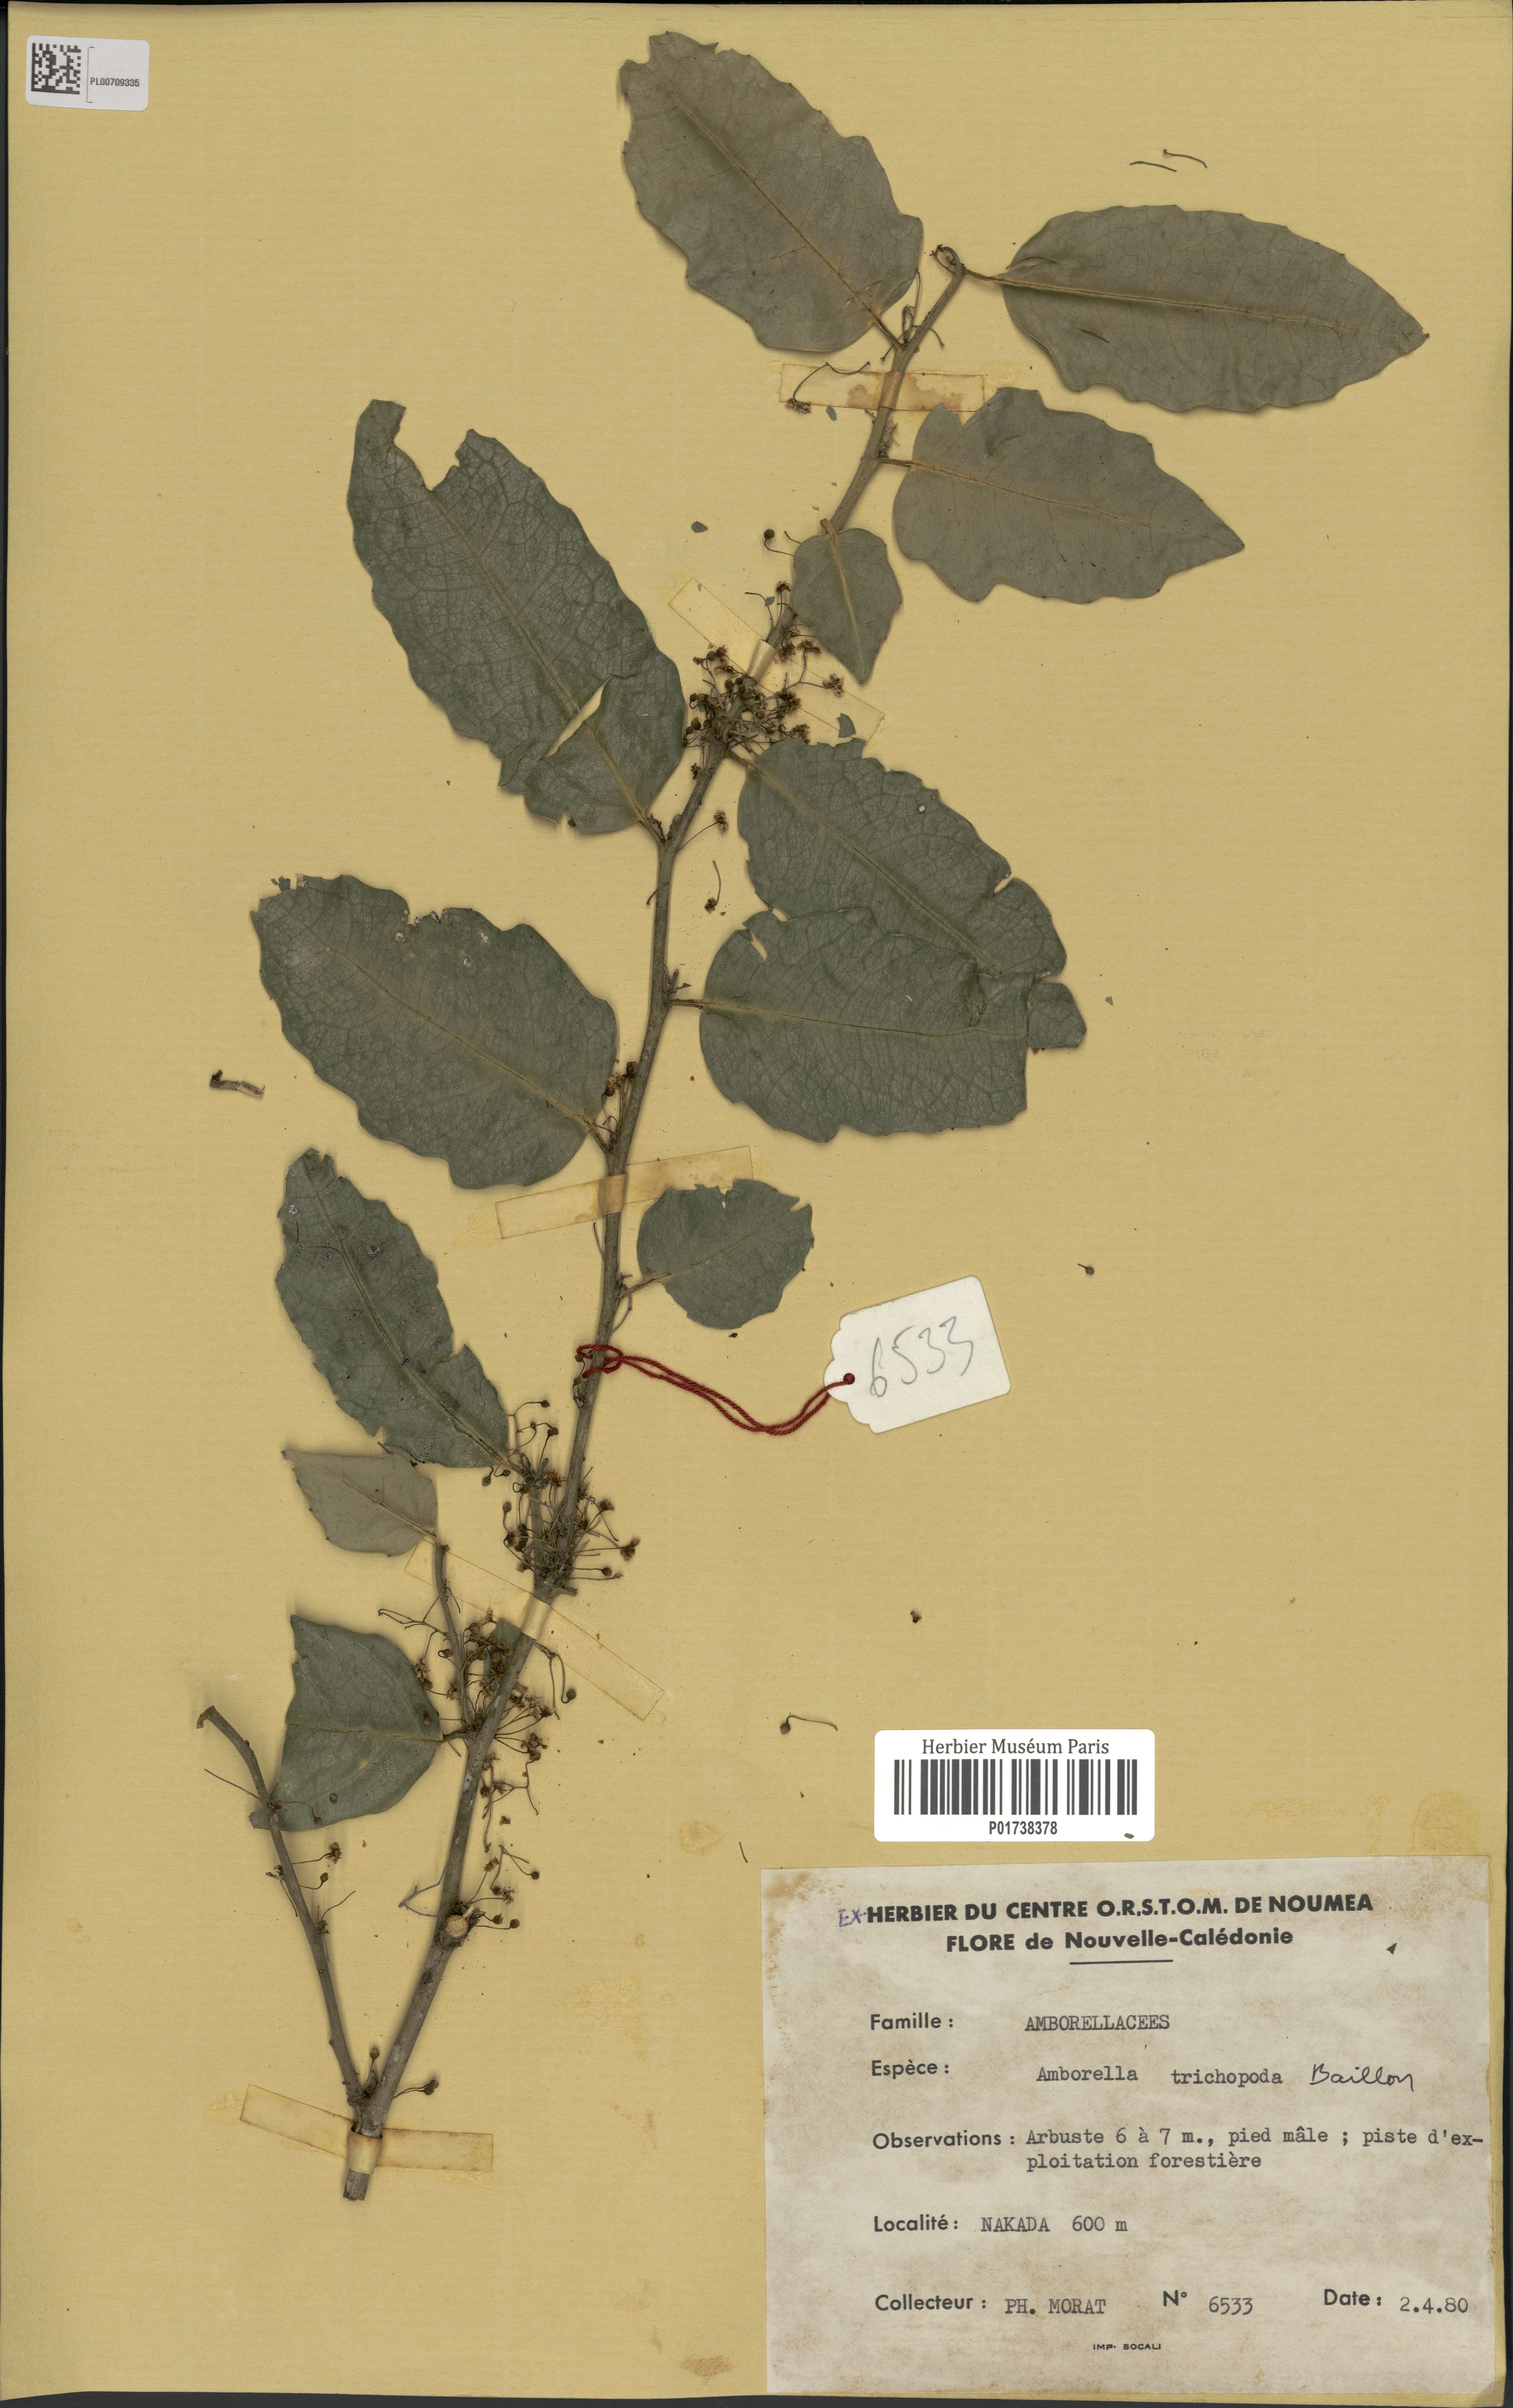 PL00709335
6533
Herbier Muséum Paris
P01738378
Ex HERBIER DU CENTRE O.R.S.T.O.M. DE NOUMEA
FLORE de Nouvelle-Calédonie
Famille : AMBORELLACEES
Espèce : Amborella trichopoda Baillon
Observations : Arbuste 6 à 7 m., pied mâle ; piste d'ex-
ploitation forestière
Localité : NAKADA 600 m
Collecteur : PH. MORAT N° 6533 Date : 2.4.80
IMP. SOCALI